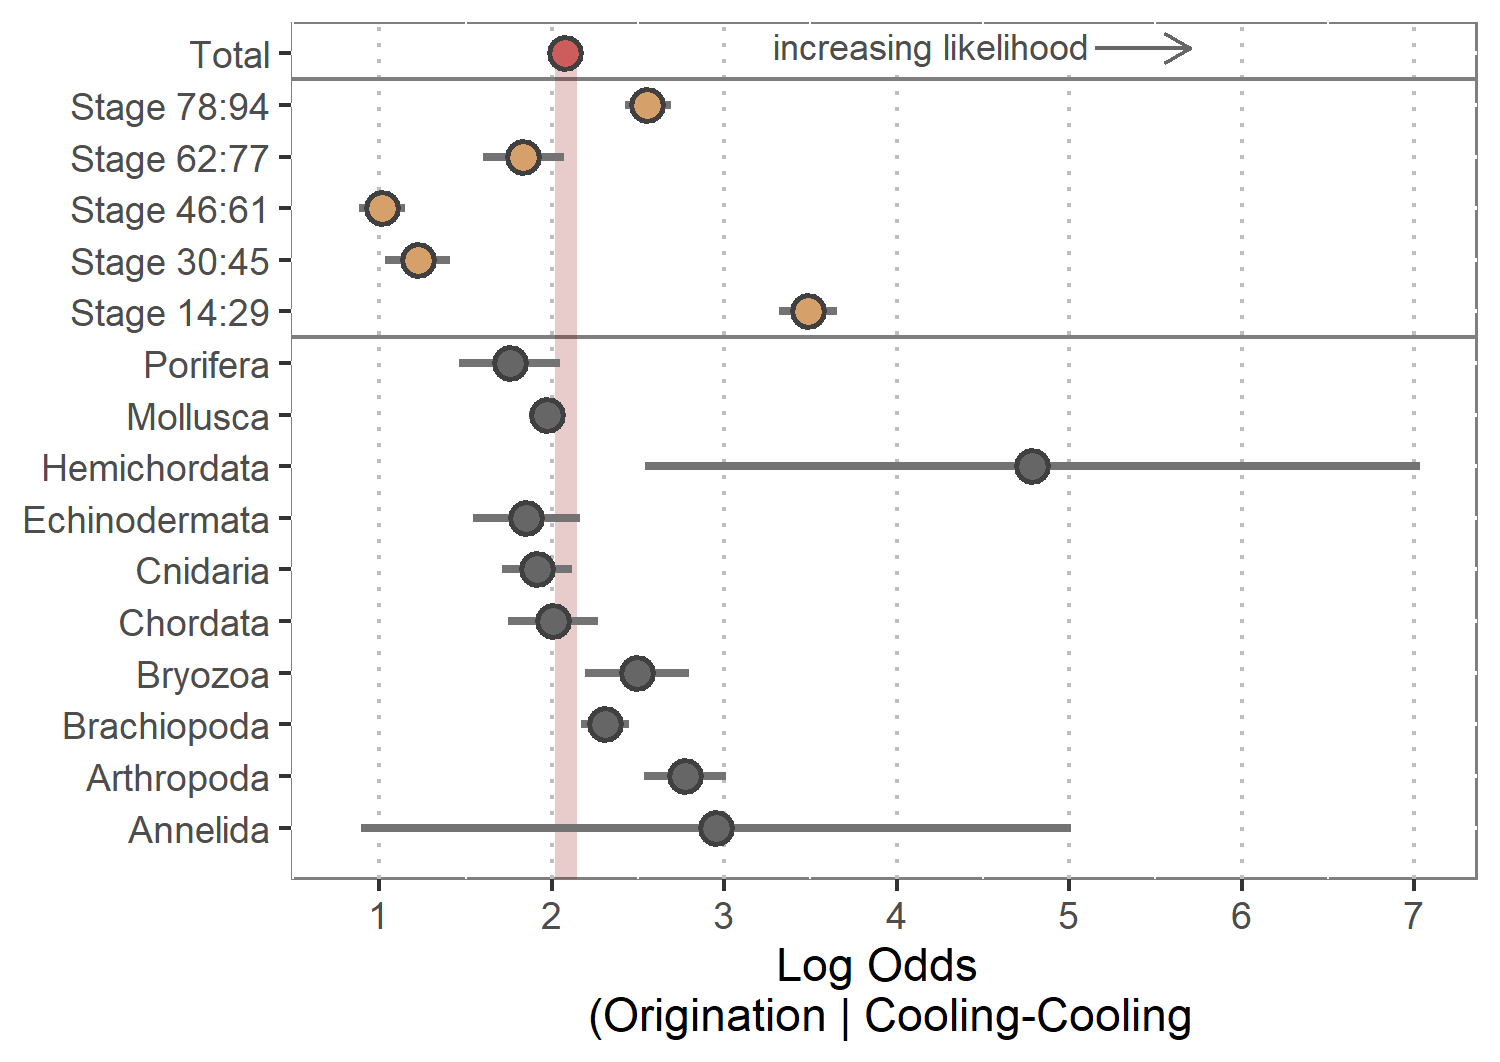 Total
increasing likelihood
Stage 78:94
Stage 62:77
Stage 46:61
Stage 30:45
Stage 14:29
Porifera
Mollusca
Hemichordata
Echinodermata
Cnidaria
Chordata
Bryozoa
Brachiopoda
Arthropoda
Annelida
1 2 3 4 5 6 7
Log Odds
(Origination | Cooling-Cooling